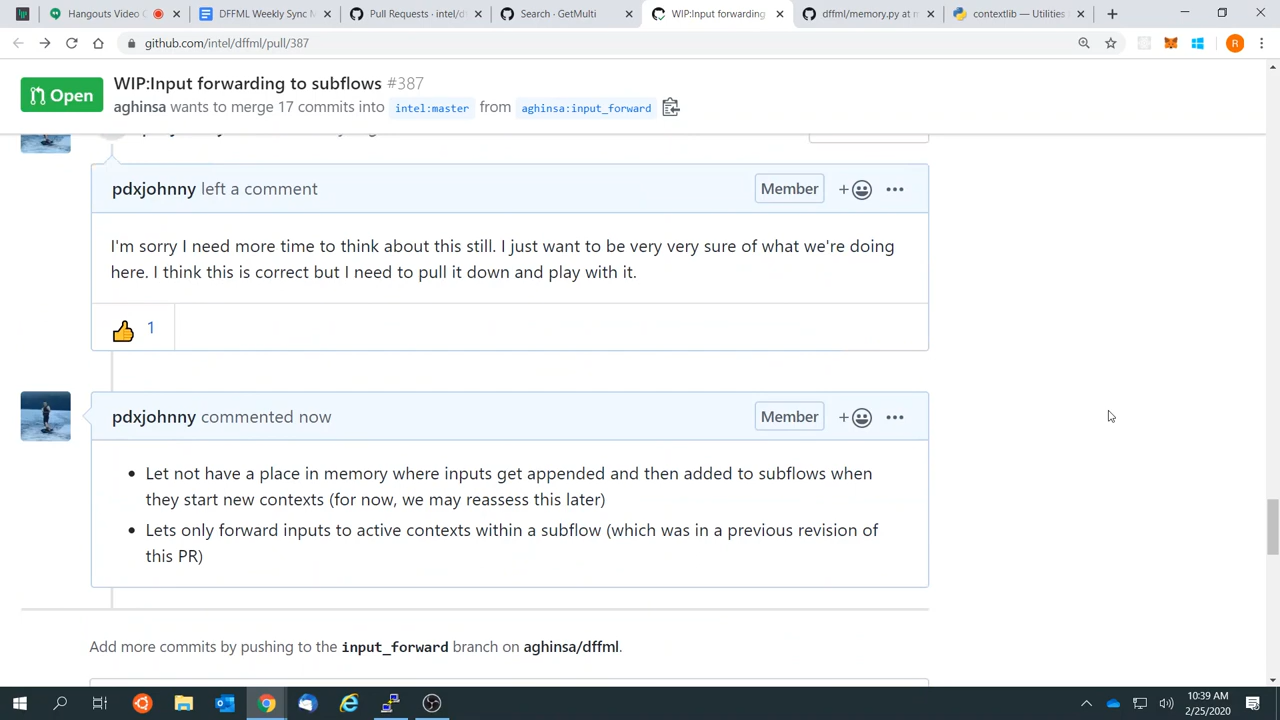 Hangouts Video C
DFFML Weekly Sync M
Pull Requests · intel/d
Search · GetMulti
WIP:Input forwarding
dffml/memory.py at m
contextlib — Utilities
github.com/intel/dffml/pull/387
R
Open
WIP:Input forwarding to subflows #387
aghinsa wants to merge 17 commits into intel:master from aghinsa:input_forward
pdxjohnny left a comment
Member
I'm sorry I need more time to think about this still. I just want to be very very sure of what we're doing
here. I think this is correct but I need to pull it down and play with it.
1
pdxjohnny commented now
Member
• Let not have a place in memory where inputs get appended and then added to subflows when
they start new contexts (for now, we may reassess this later)
• Lets only forward inputs to active contexts within a subflow (which was in a previous revision of
this PR)
Add more commits by pushing to the input_forward branch on aghinsa/dffml.
10:39 AM
2/25/2020